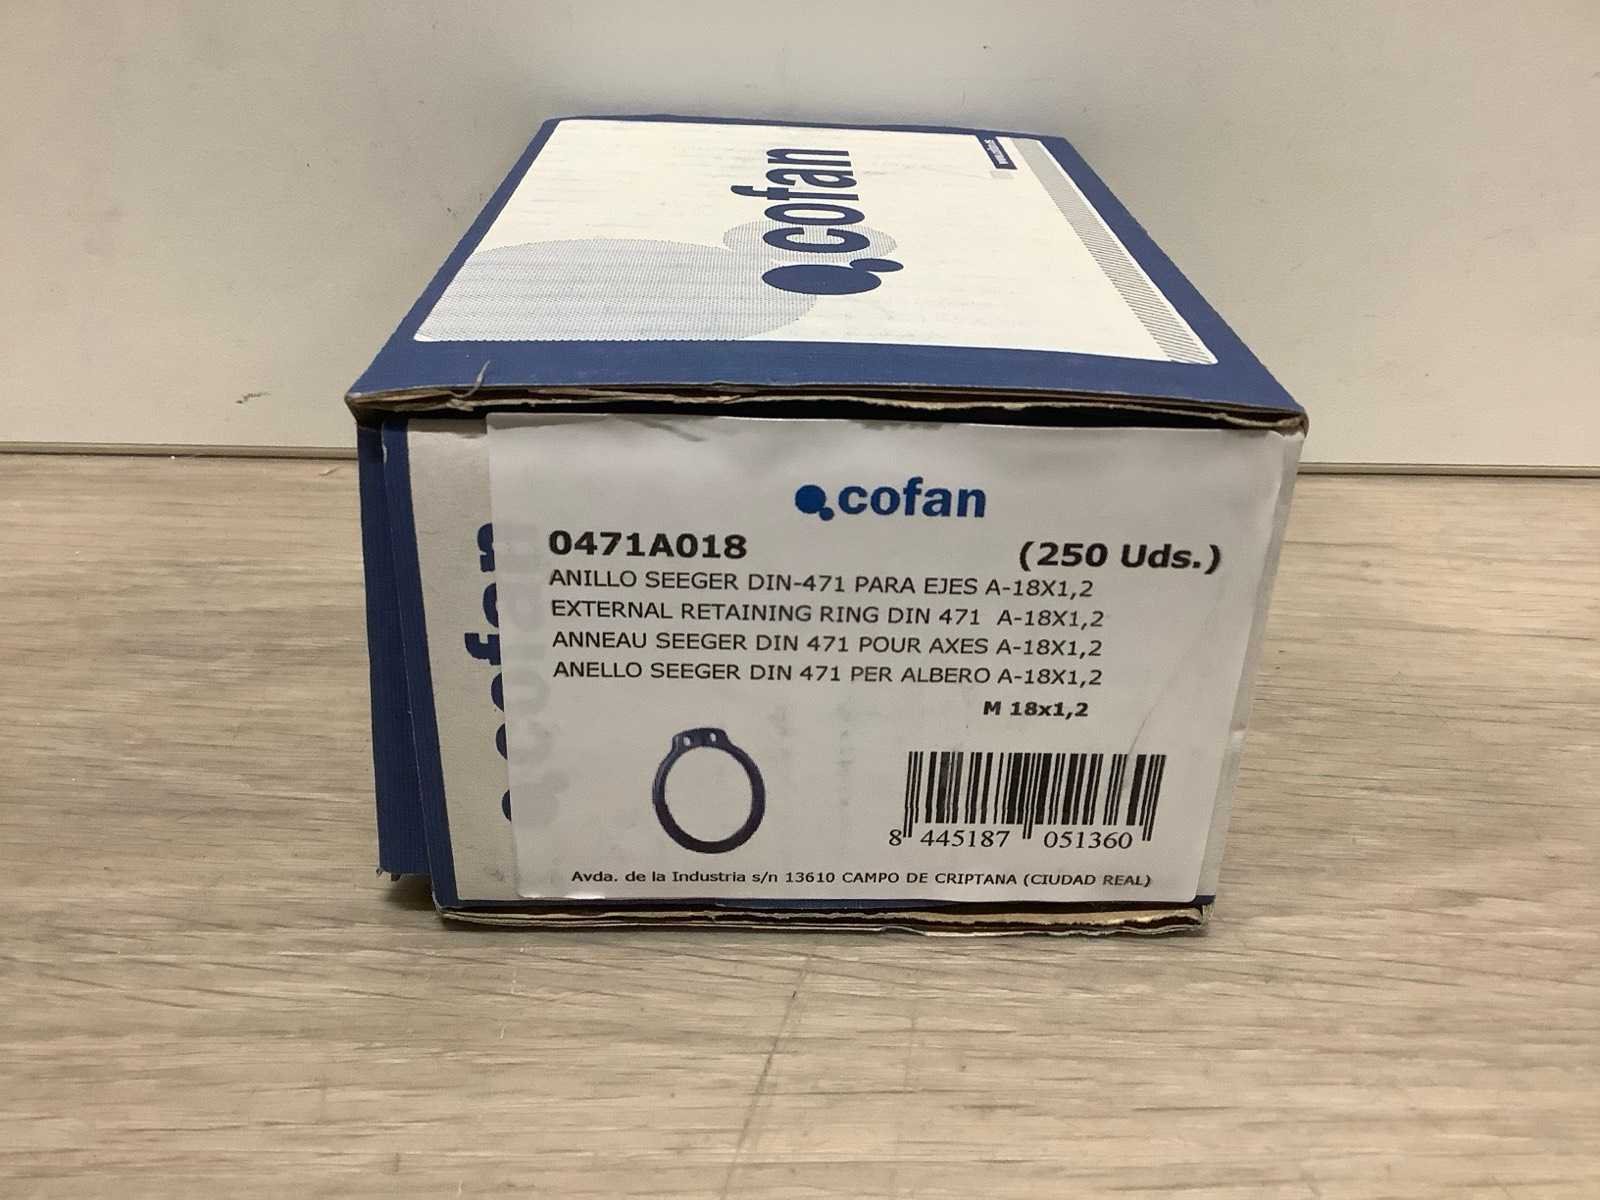 cofan
cofan
cofan
0471A018
(250 Uds.)
ANILLO SEEGER DIN-471 PARA EJES A-18X1,2
EXTERNAL RETAINING RING DIN 471 A-18X1,2
ANNEAU SEEGER DIN 471 POUR AXES A-18X1,2
ANELLO SEEGER DIN 471 PER ALBERO A-18X1,2
M 18x1,2
8 445187 051360
Avda. de la Industria s/n 13610 CAMPO DE CRIPTANA (CIUDAD REAL)